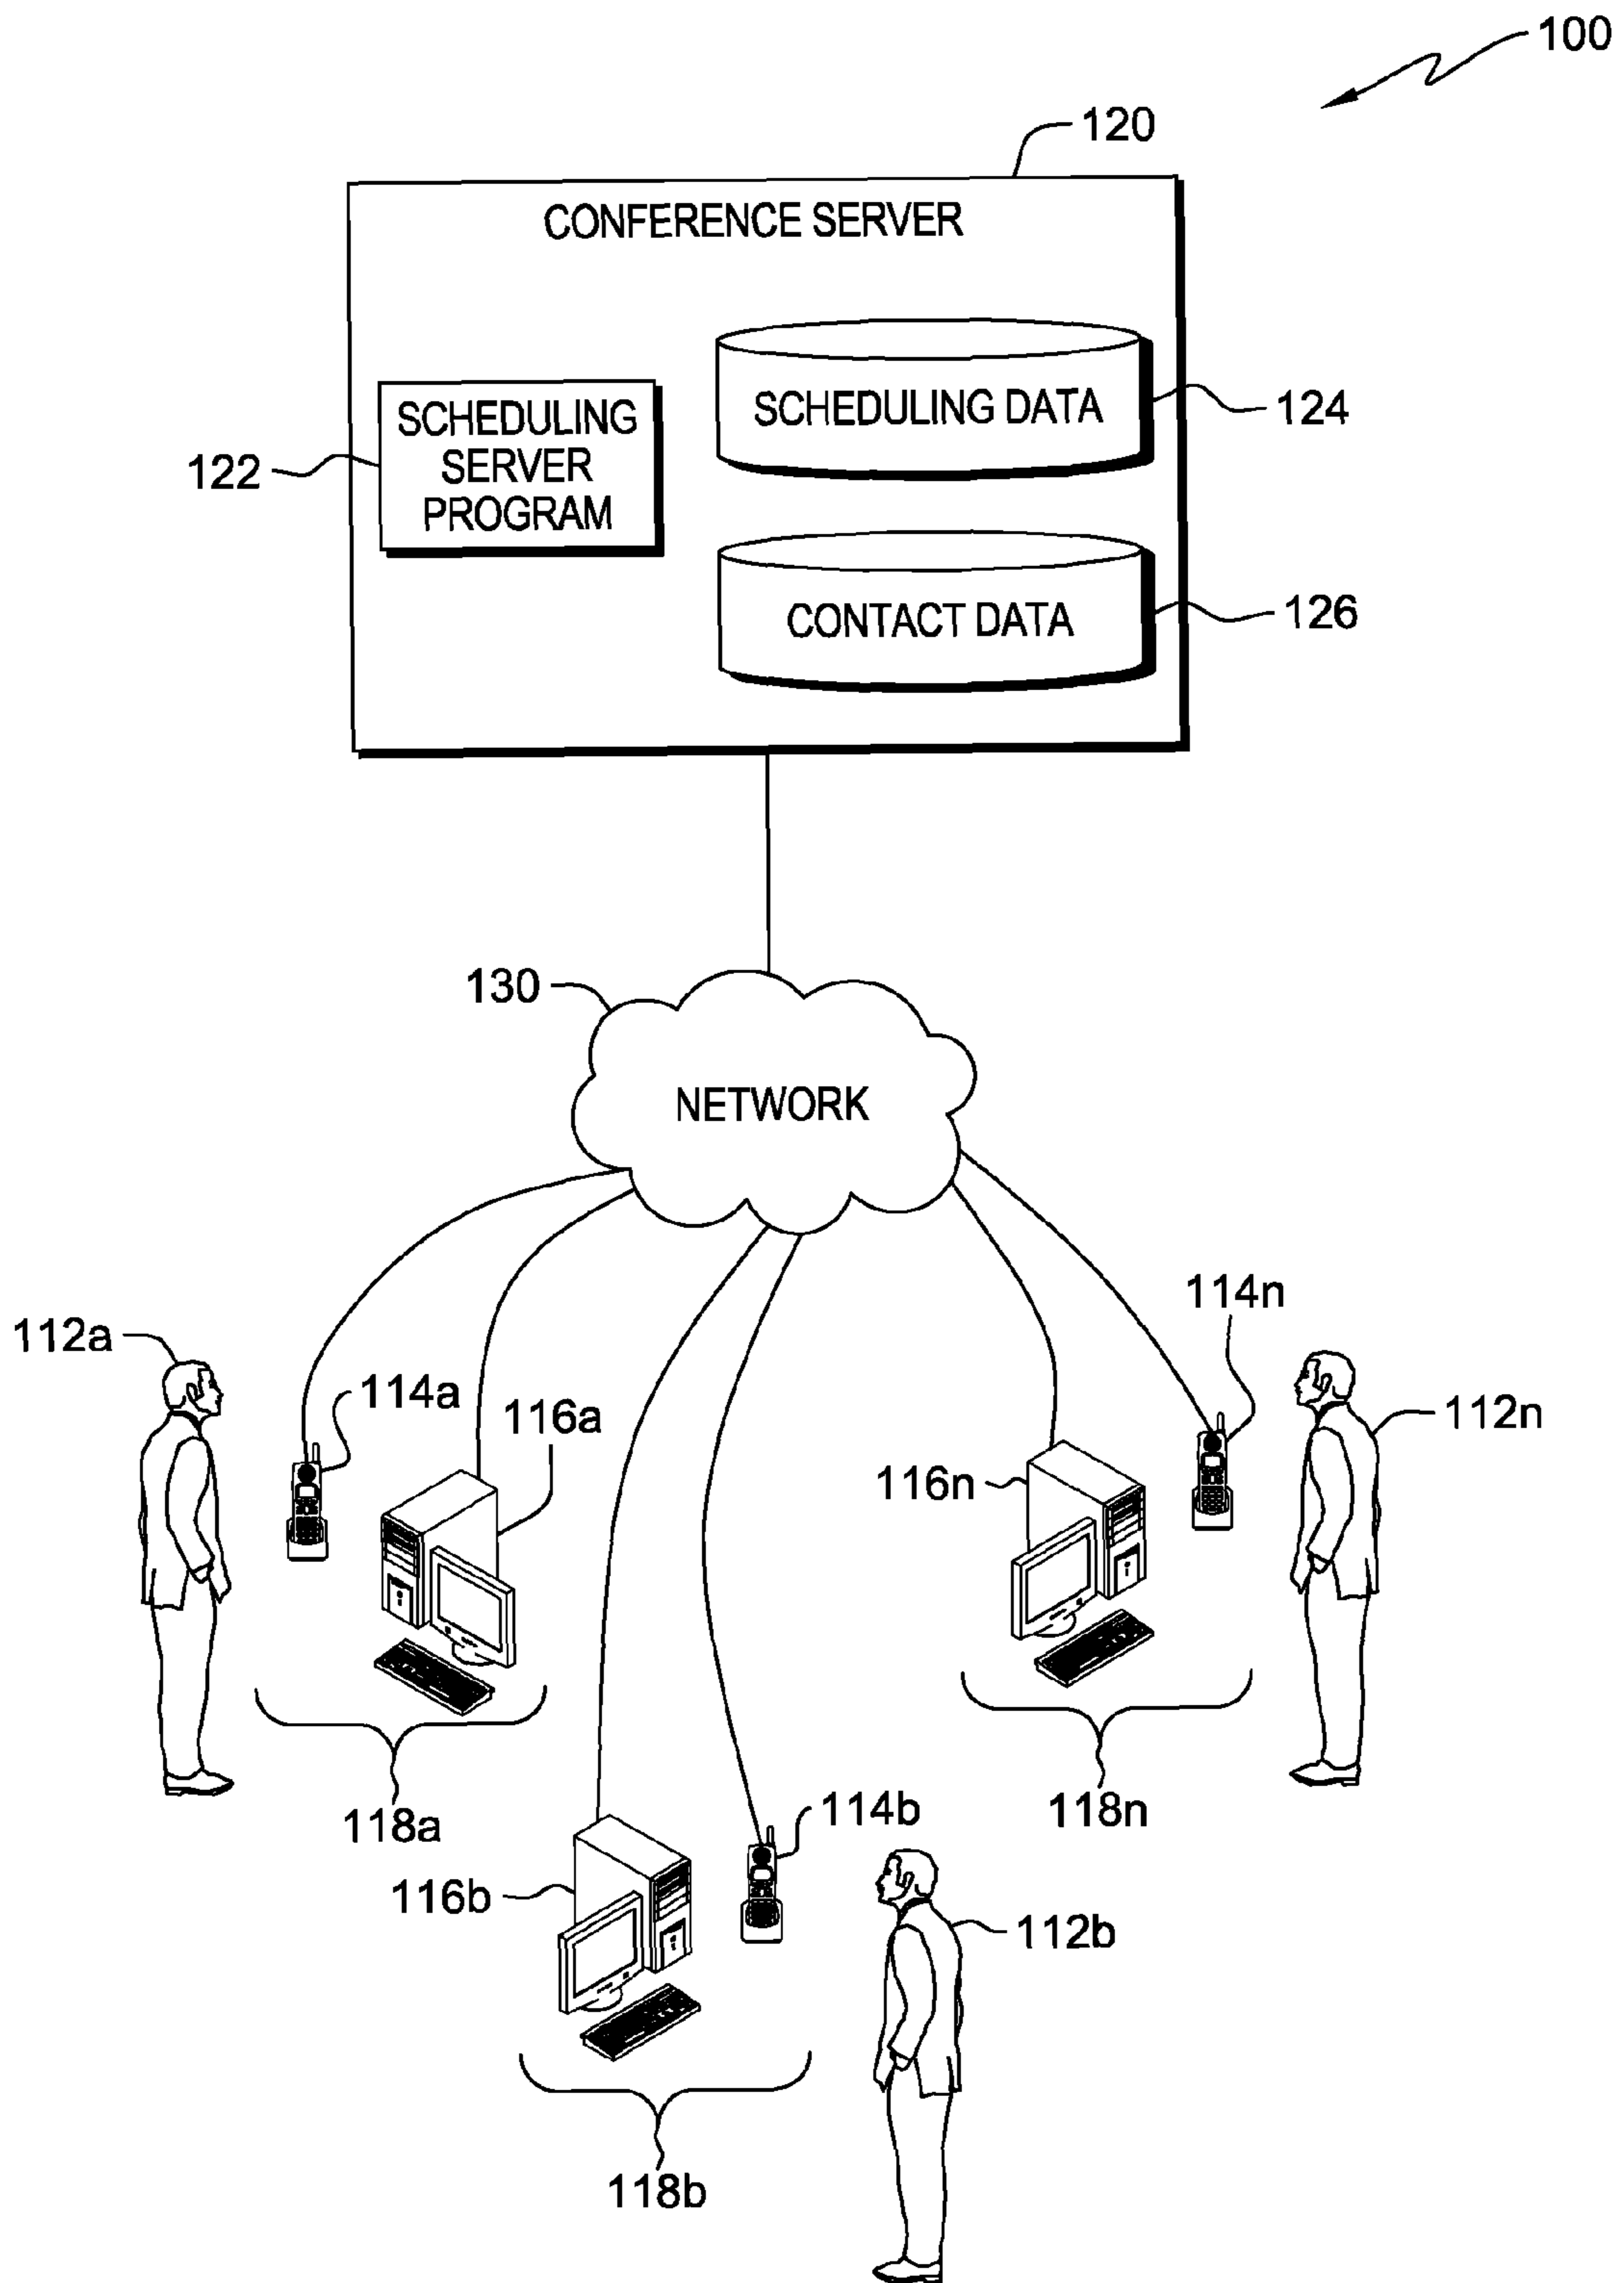 100
120
CONFERENCE SERVER
SCHEDULING
SERVER
PROGRAM
122
SCHEDULING DATA
124
CONTACT DATA
126
130
NETWORK
112a
114a
116a
114n
112n
116n
118a
118n
114b
116b
112b
118b